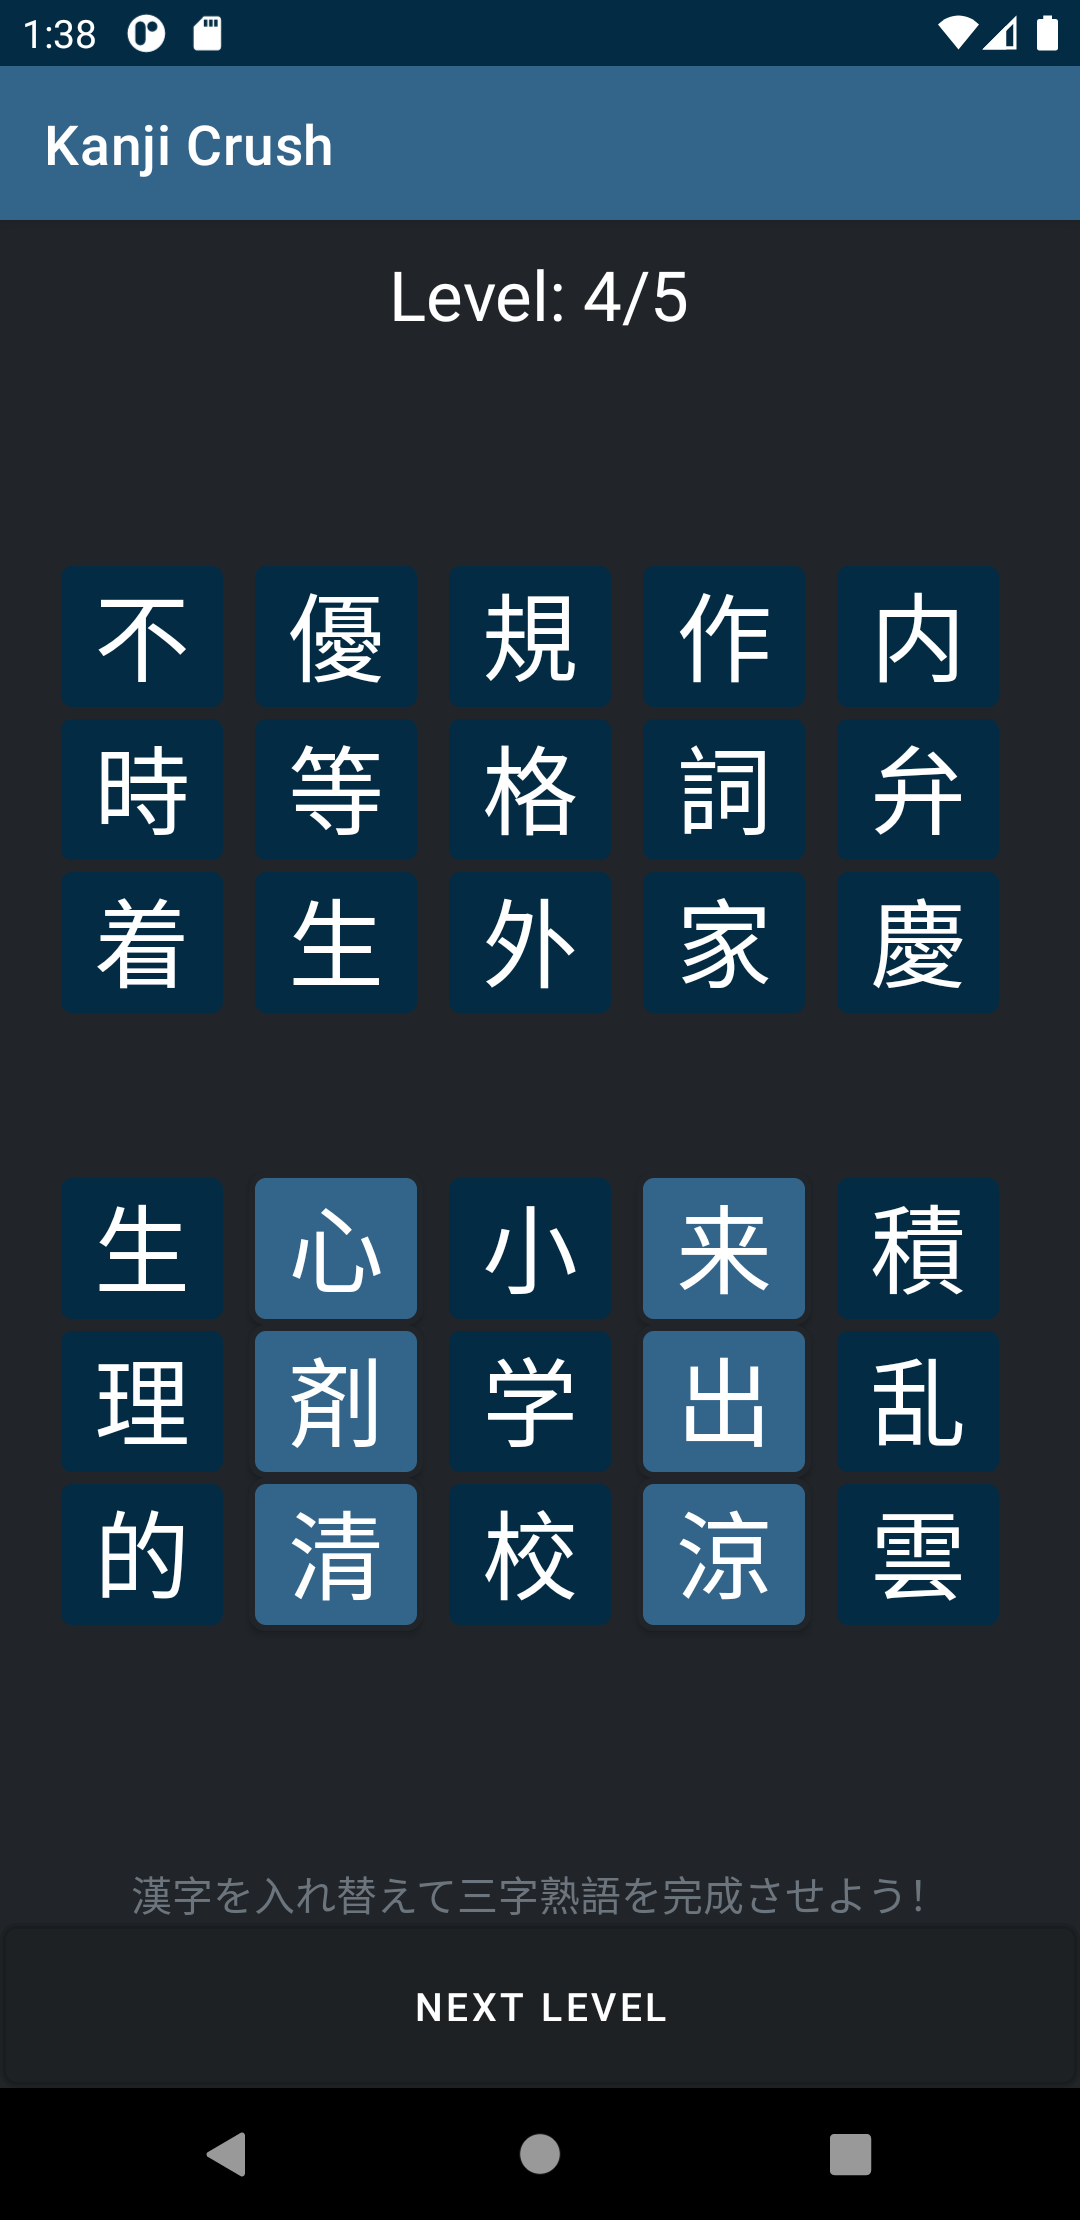 1:38
Kanji Crush
Level: 4/5
不 優 規 作 内
時 等 格 詞 弁
着 生 外 家 慶
生 心 小 来 積
理 剤 学 出 乱
的 清 校 涼 雲
漢字を入れ替えて三字熟語を完成させよう！
NEXT LEVEL